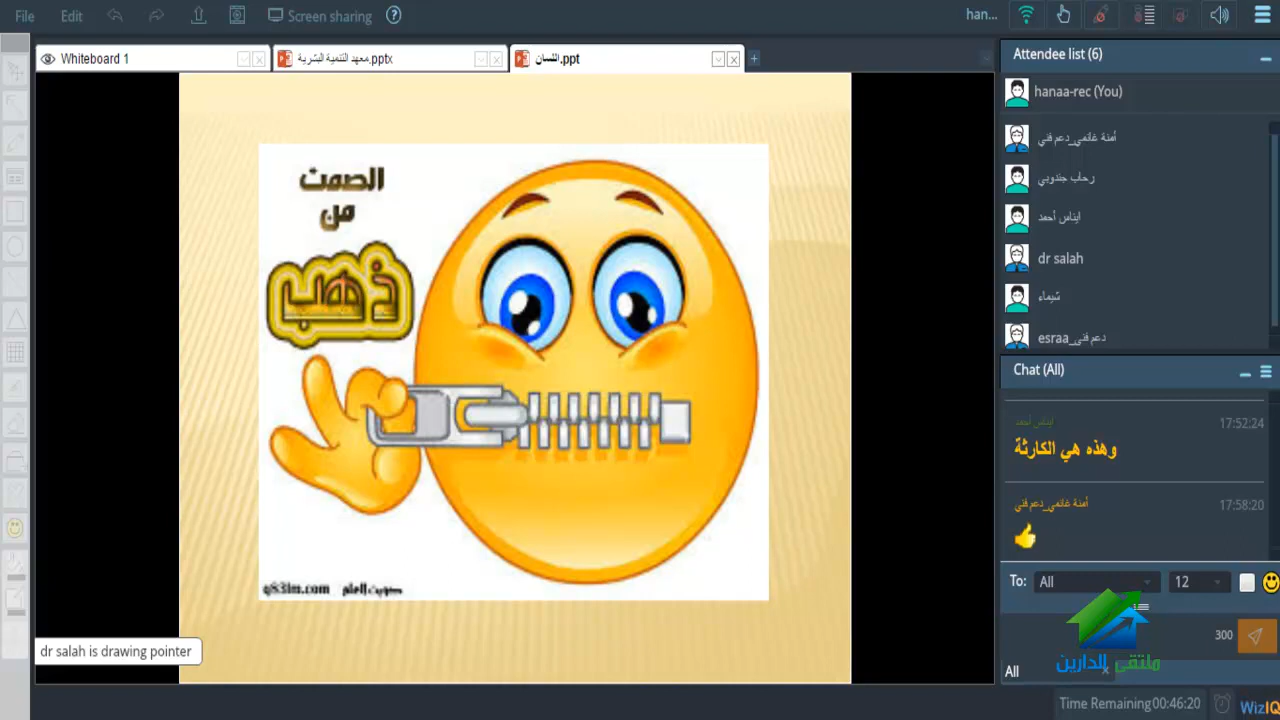 File Edit Screen sharing ? han...
Whiteboard 1
معهد التنمية البشرية.pptx
اللسان.ppt
الصمت
من
ذهب
q83lm.com كويت العلم
dr salah is drawing pointer
Attendee list (6)
hanaa-rec (You)
أمنة غانمي_دعم فني
رحاب جندوبي
ايناس أحمد
dr salah
شيماء
esraa_دعم فنى
Chat (All)
ايناس أحمد 17:52:24
وهذه هي الكارثة
أمنة غانمي_دعم فني 17:58:20
To: All 12
300
ملتقى الدارين
All x
Time Remaining 00:46:20 WizIQ